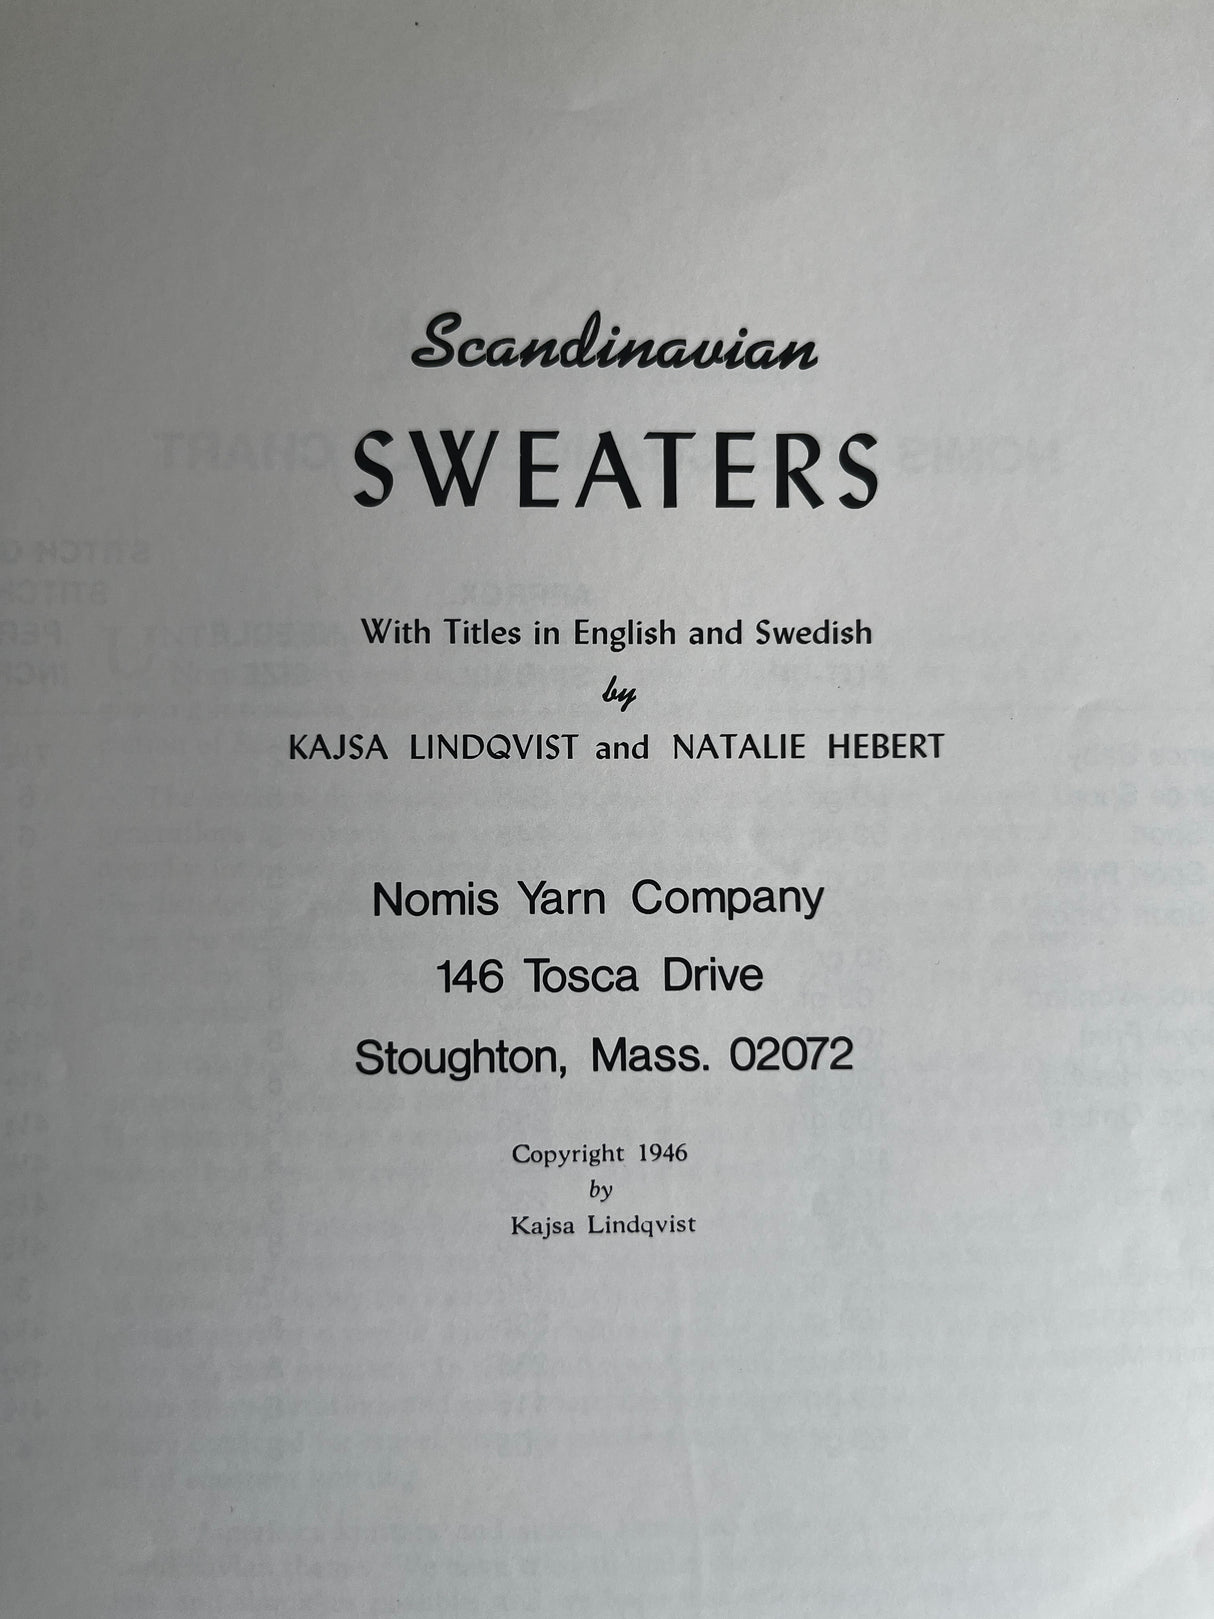 Scandinavian
SWEATERS
With Titles in English and Swedish
by
KAJSA LINDQVIST and NATALIE HEBERT
Nomis Yarn Company
146 Tosca Drive
Stoughton, Mass. 02072
Copyright 1946
by
Kajsa Lindqvist